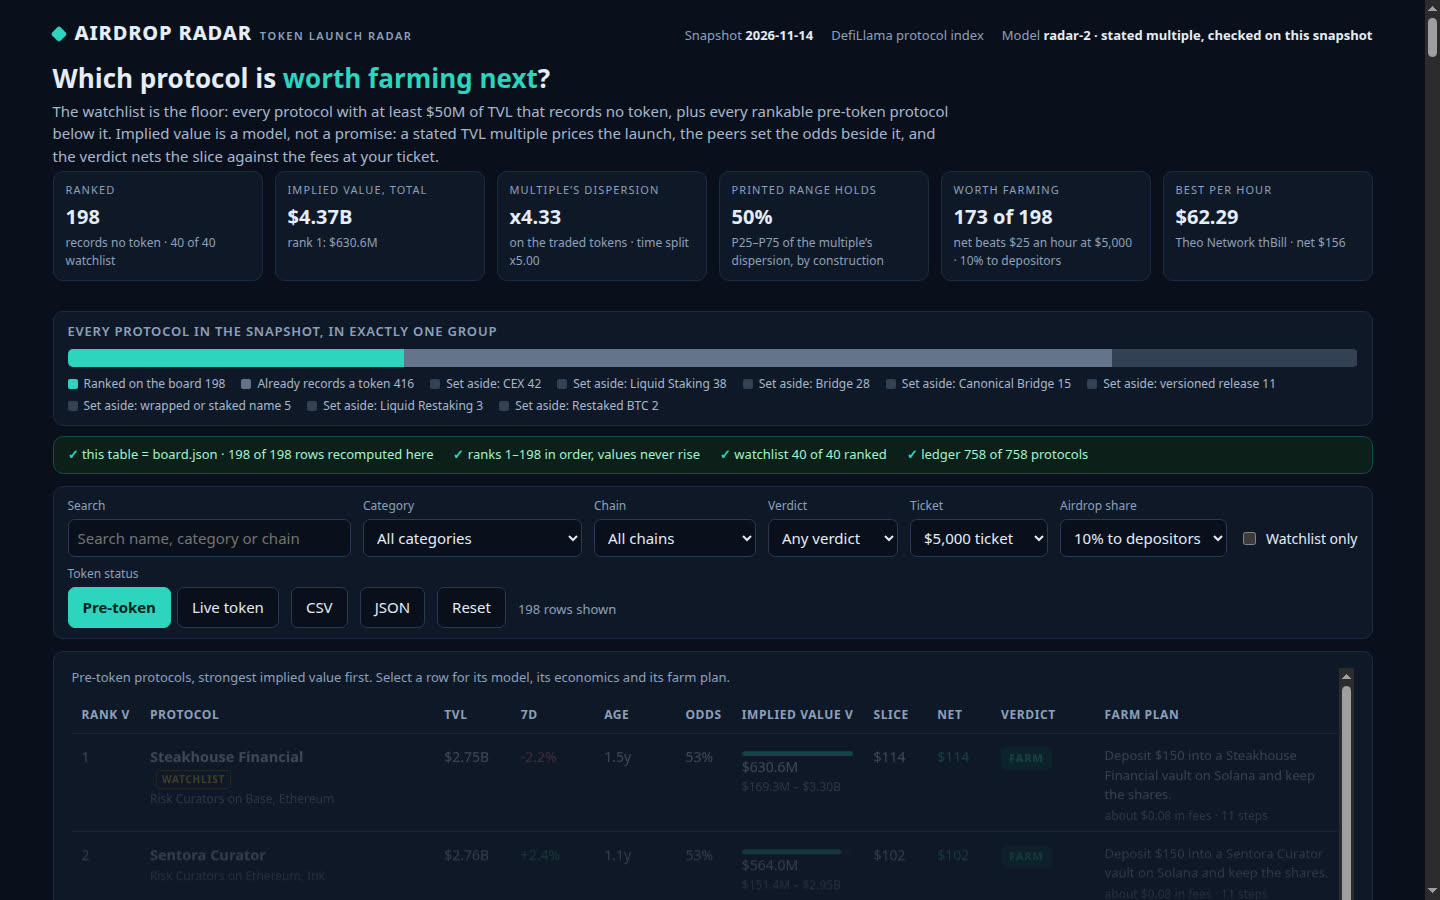 AIRDROP RADAR TOKEN LAUNCH RADAR
Snapshot 2026-11-14 DefiLlama protocol index Model radar-2 · stated multiple, checked on this snapshot
Which protocol is worth farming next?
The watchlist is the floor: every protocol with at least $50M of TVL that records no token, plus every rankable pre-token protocol
below it. Implied value is a model, not a promise: a stated TVL multiple prices the launch, the peers set the odds beside it, and
the verdict nets the slice against the fees at your ticket.
RANKED
198
records no token · 40 of 40
watchlist
IMPLIED VALUE, TOTAL
$4.37B
rank 1: $630.6M
MULTIPLE'S DISPERSION
x4.33
on the traded tokens · time split
x5.00
PRINTED RANGE HOLDS
50%
P25–P75 of the multiple's
dispersion, by construction
WORTH FARMING
173 of 198
net beats $25 an hour at $5,000
· 10% to depositors
BEST PER HOUR
$62.29
Theo Network thBill · net $156
EVERY PROTOCOL IN THE SNAPSHOT, IN EXACTLY ONE GROUP
Ranked on the board 198 Already records a token 416 Set aside: CEX 42 Set aside: Liquid Staking 38 Set aside: Bridge 28 Set aside: Canonical Bridge 15 Set aside: versioned release 11
Set aside: wrapped or staked name 5 Set aside: Liquid Restaking 3 Set aside: Restaked BTC 2
✓ this table = board.json · 198 of 198 rows recomputed here ✓ ranks 1–198 in order, values never rise ✓ watchlist 40 of 40 ranked ✓ ledger 758 of 758 protocols
Search Category Chain Verdict Ticket Airdrop share
Search name, category or chain All categories All chains Any verdict $5,000 ticket 10% to depositors Watchlist only
Token status
Pre-token Live token CSV JSON Reset 198 rows shown
Pre-token protocols, strongest implied value first. Select a row for its model, its economics and its farm plan.
RANK V PROTOCOL TVL 7D AGE ODDS IMPLIED VALUE V SLICE NET VERDICT FARM PLAN
1 Steakhouse Financial $2.75B -2.2% 1.5y 53% $630.6M $114 $114 FARM Deposit $150 into a Steakhouse
WATCHLIST $169.3M – $3.30B Financial vault on Solana and keep
Risk Curators on Base, Ethereum the shares.
about $0.08 in fees · 11 steps
2 Sentora Curator $2.76B +2.4% 1.1y 53% $564.0M $102 $102 FARM Deposit $150 into a Sentora Curator
Risk Curators on Ethereum, Ink $151.4M – $2.95B vault on Solana and keep the shares.
about $0.08 in fees · 11 steps